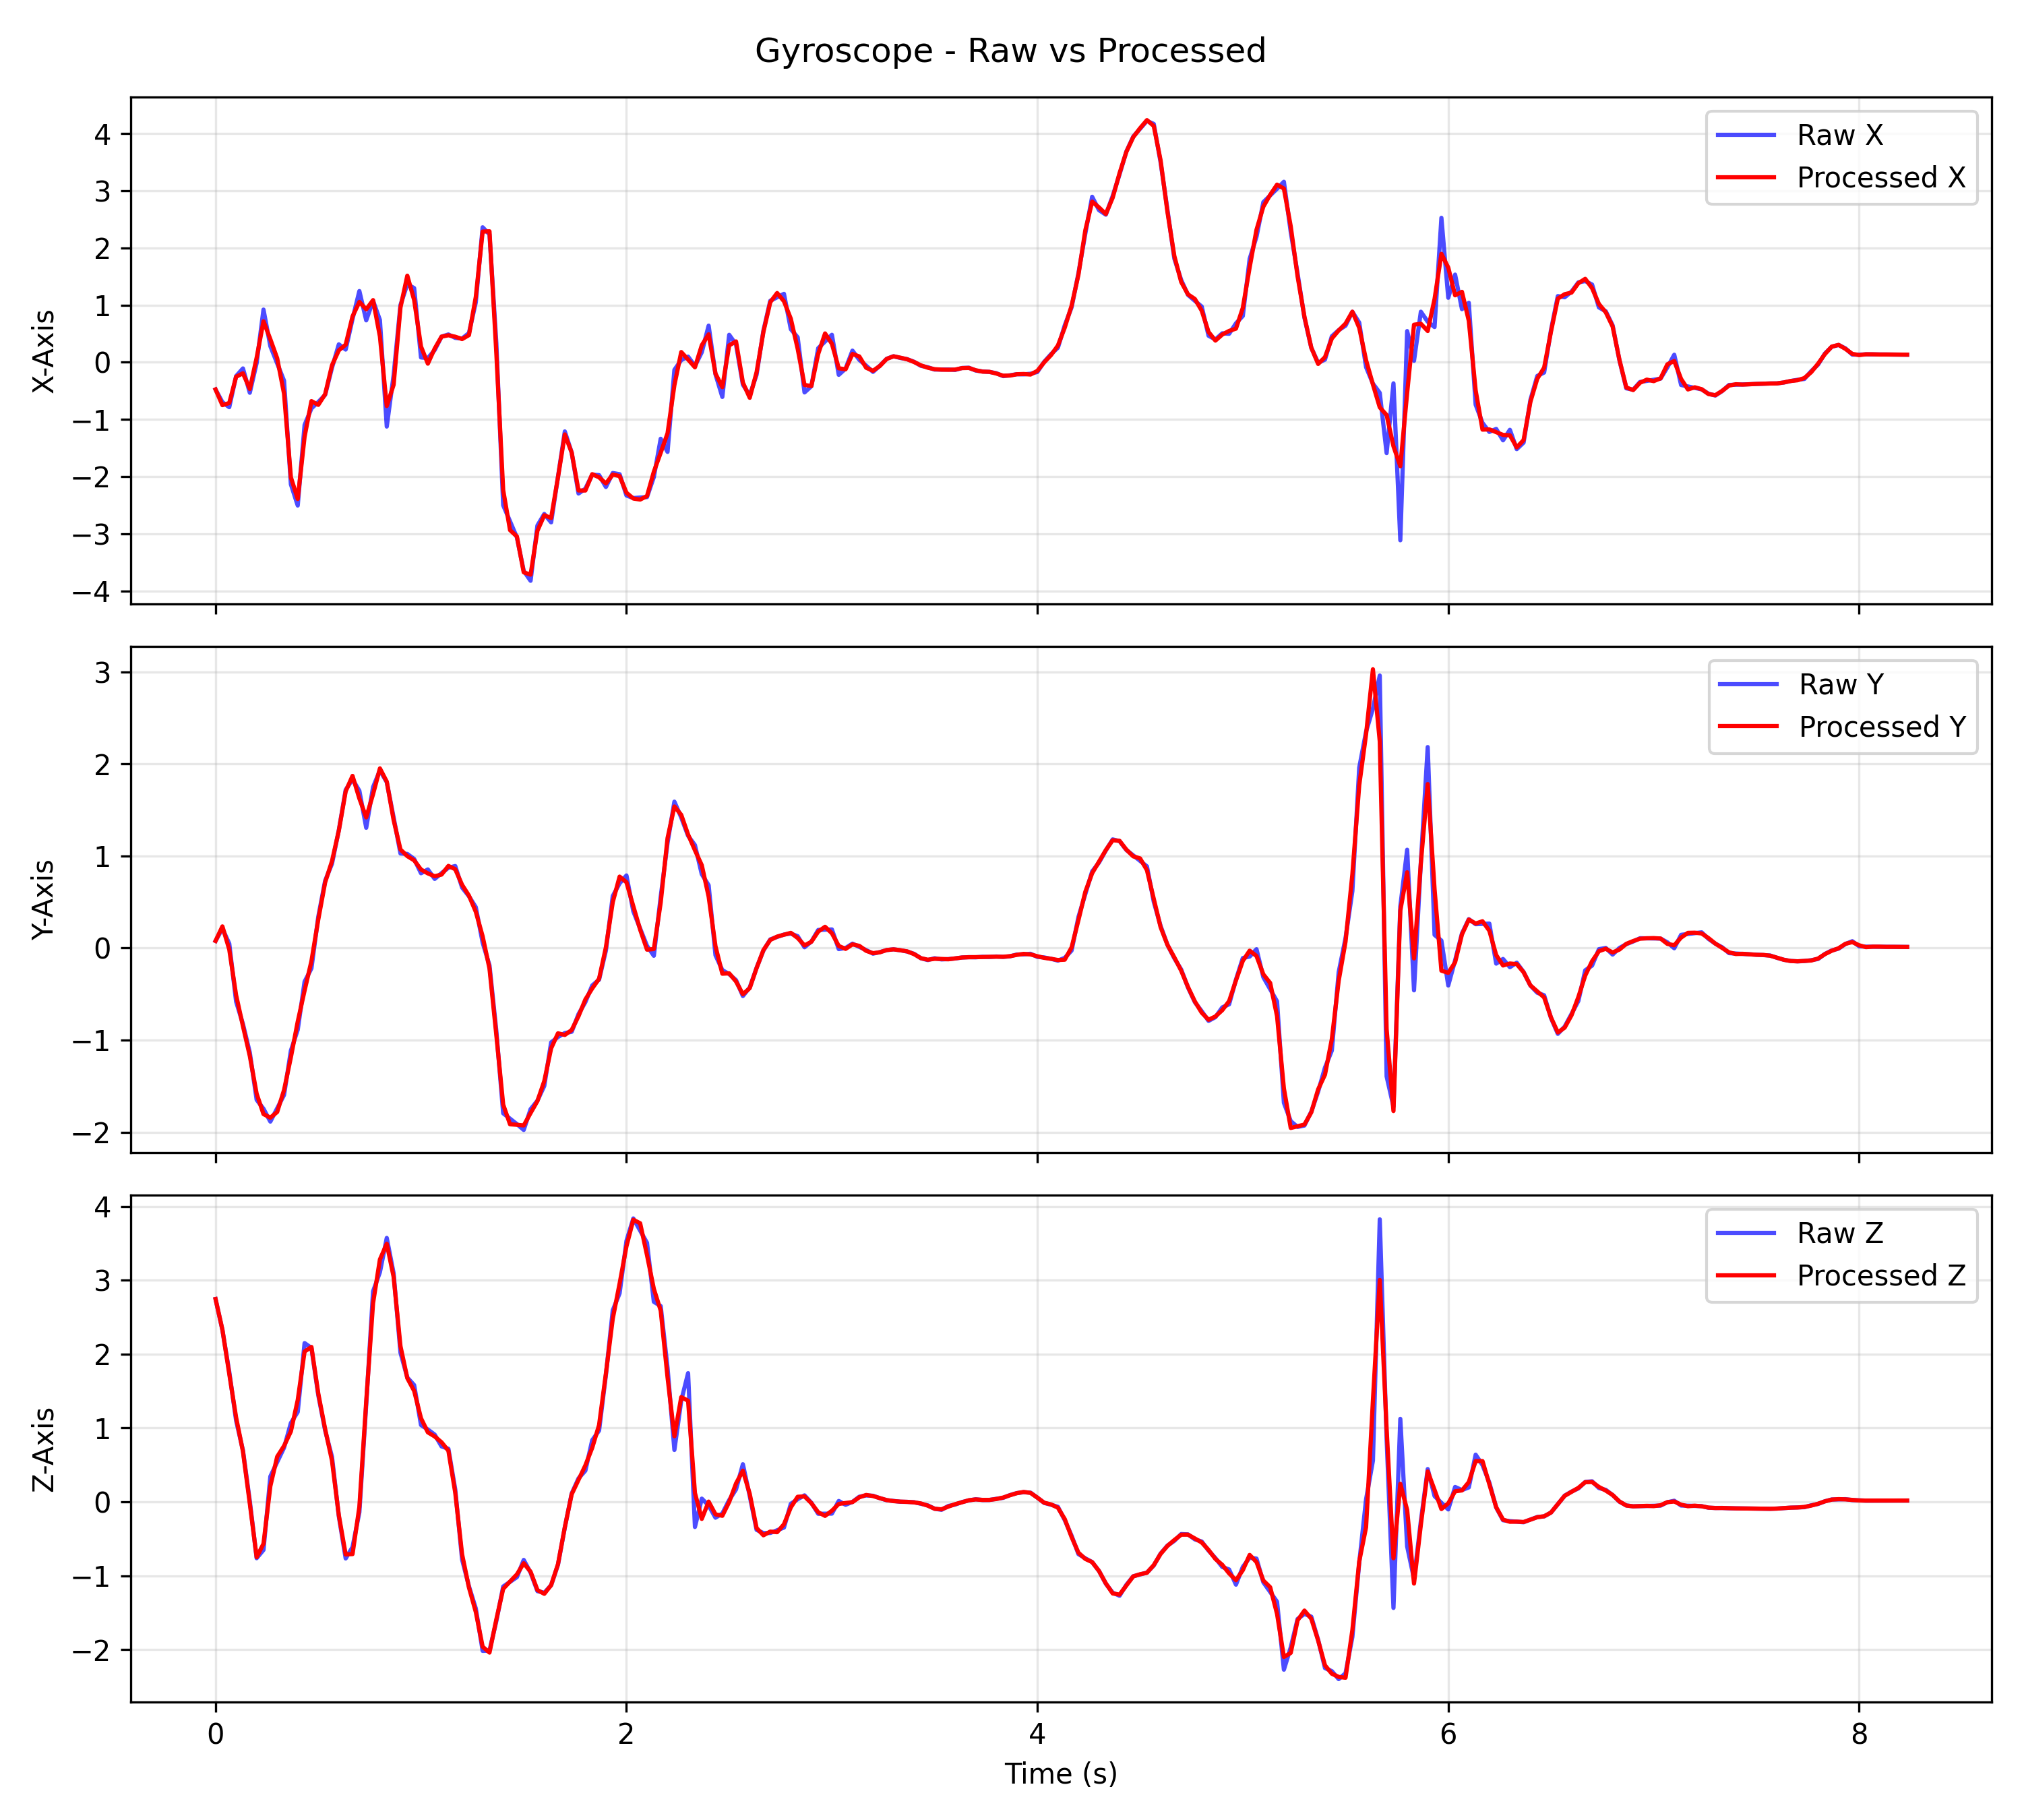 Gyroscope - Raw vs Processed
4
3
2
1
0
−1
−2
−3
−4
X-Axis
Raw X
Processed X
3
2
1
0
−1
−2
Y-Axis
Raw Y
Processed Y
4
3
2
1
0
−1
−2
Z-Axis
Raw Z
Processed Z
0 2 4 6 8
Time (s)